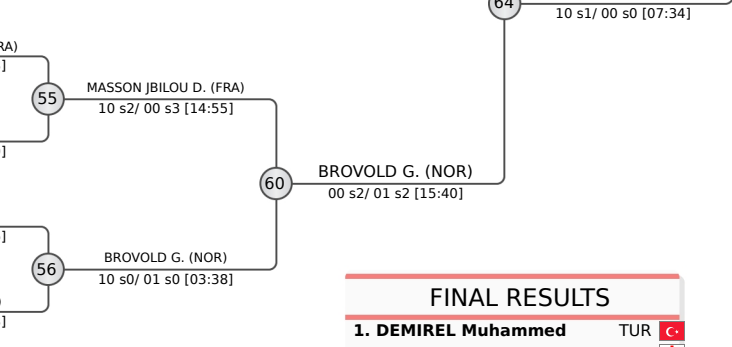 64
10 s1/ 00 s0 [07:34]
RA)
]
55
MASSON JBILOU D. (FRA)
10 s2/ 00 s3 [14:55]
]
60
BROVOLD G. (NOR)
00 s2/ 01 s2 [15:40]
]
56
BROVOLD G. (NOR)
10 s0/ 01 s0 [03:38]
)
]
FINAL RESULTS
1. DEMIREL Muhammed TUR